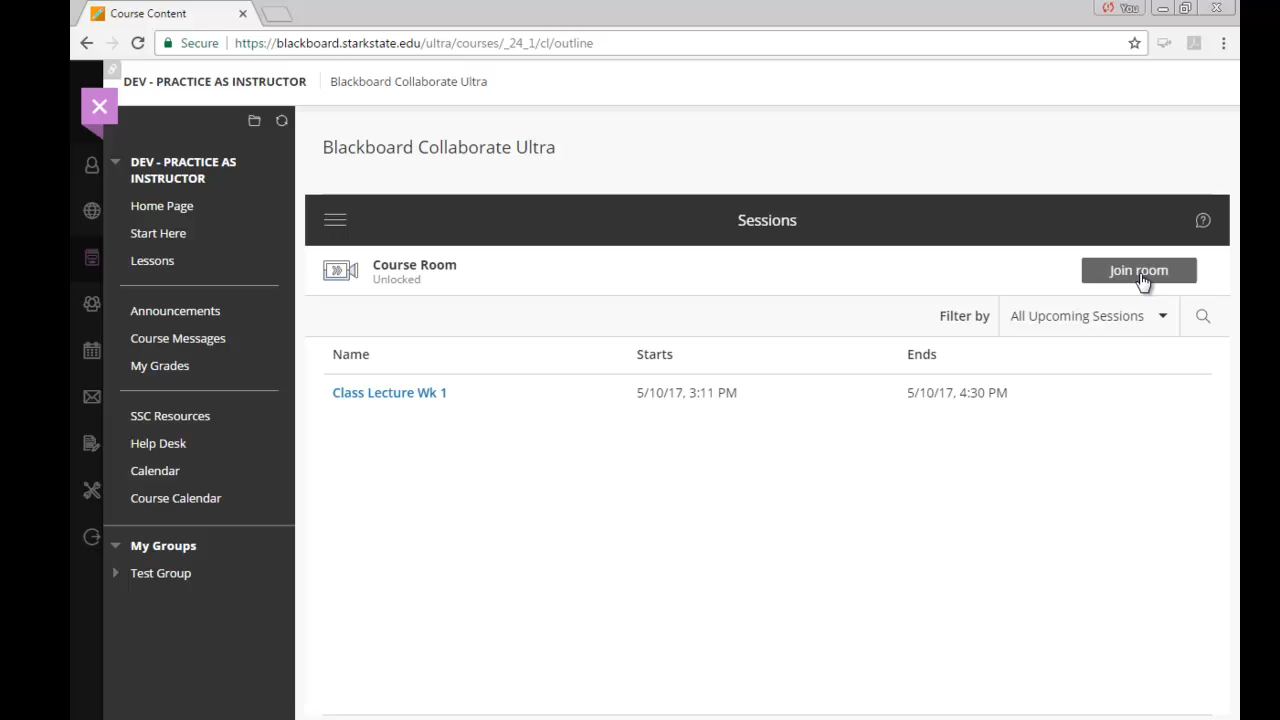 Course Content
You
Secure https://blackboard.starkstate.edu/ultra/courses/_24_1/cl/outline
DEV - PRACTICE AS INSTRUCTOR
Blackboard Collaborate Ultra
DEV - PRACTICE AS
INSTRUCTOR
Home Page
Start Here
Lessons
Announcements
Course Messages
My Grades
SSC Resources
Help Desk
Calendar
Course Calendar
My Groups
Test Group
Blackboard Collaborate Ultra
Sessions
Course Room
Unlocked
Join room
Filter by All Upcoming Sessions
Name Starts Ends
Class Lecture Wk 1 5/10/17, 3:11 PM 5/10/17, 4:30 PM